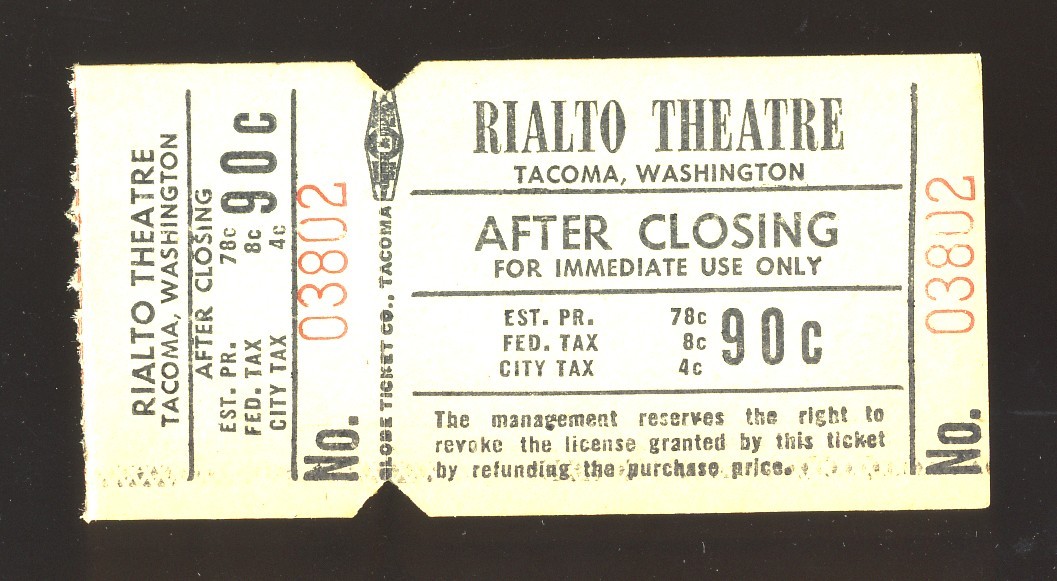 RIALTO THEATRE
TACOMA, WASHINGTON
AFTER CLOSING
EST. PR. 78c
FED. TAX 8c
CITY TAX 4c
90c
No. 03802
GLOBE TICKET CO., TACOMA
RIALTO THEATRE
TACOMA, WASHINGTON
AFTER CLOSING
FOR IMMEDIATE USE ONLY
EST. PR. 78c
FED. TAX 8c
CITY TAX 4c
90c
The management reserves the right to
revoke the license granted by this ticket
by refunding the purchase price.
No. 03802